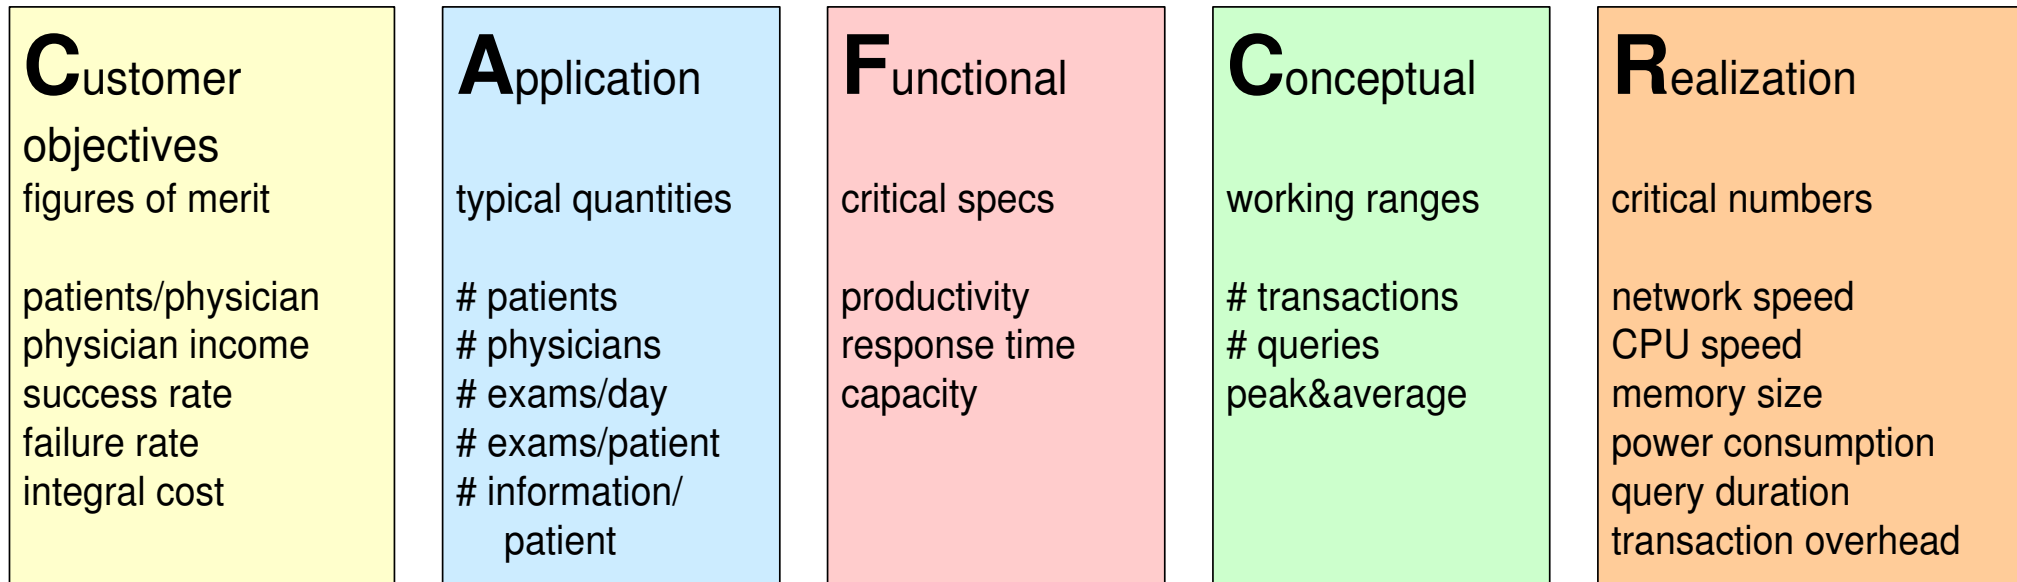 Customer
objectives
figures of merit
patients/physician
physician income
success rate
failure rate
integral cost
Application
typical quantities
# patients
# physicians
# exams/day
# exams/patient
# information/
patient
Functional
critical specs
productivity
response time
capacity
Conceptual
working ranges
# transactions
# queries
peak&average
Realization
critical numbers
network speed
CPU speed
memory size
power consumption
query duration
transaction overhead